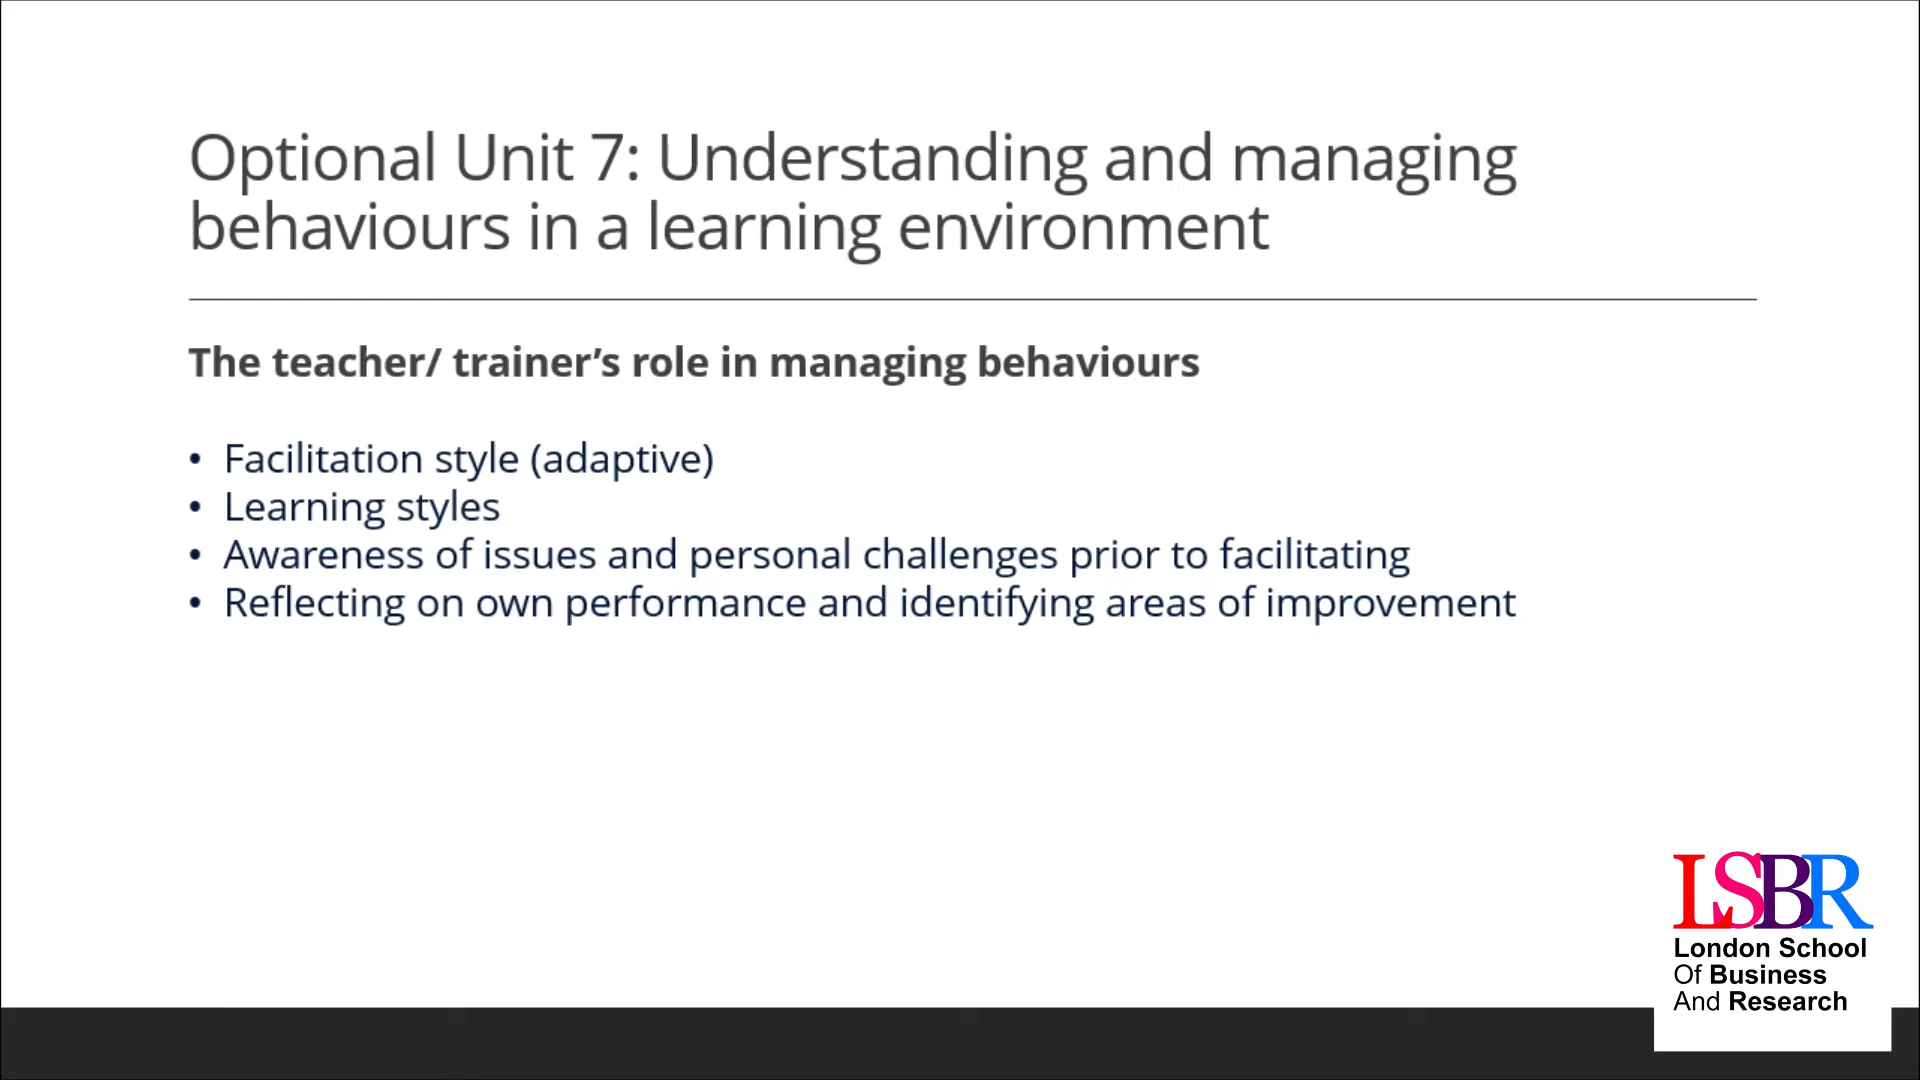 Optional Unit 7: Understanding and managing
behaviours in a learning environment
The teacher/ trainer’s role in managing behaviours
• Facilitation style (adaptive)
• Learning styles
• Awareness of issues and personal challenges prior to facilitating
• Reflecting on own performance and identifying areas of improvement
LSBR
London School
Of Business
And Research